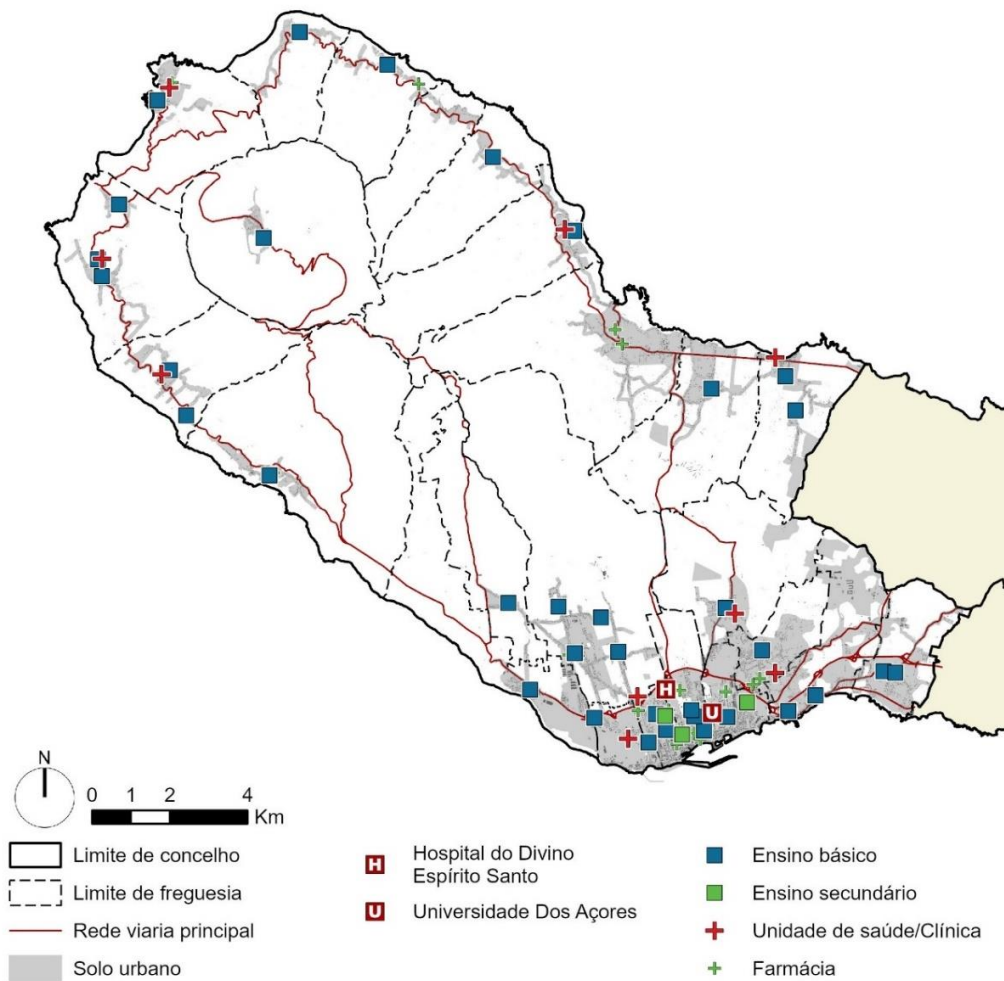 N
0 1 2 4
Km
Limite de concelho
Limite de freguesia
Rede viaria principal
Solo urbano
H
Hospital do Divino
Espírito Santo
U
Universidade Dos Açores
Ensino básico
Ensino secundário
Unidade de saúde/Clínica
Farmácia
H
U